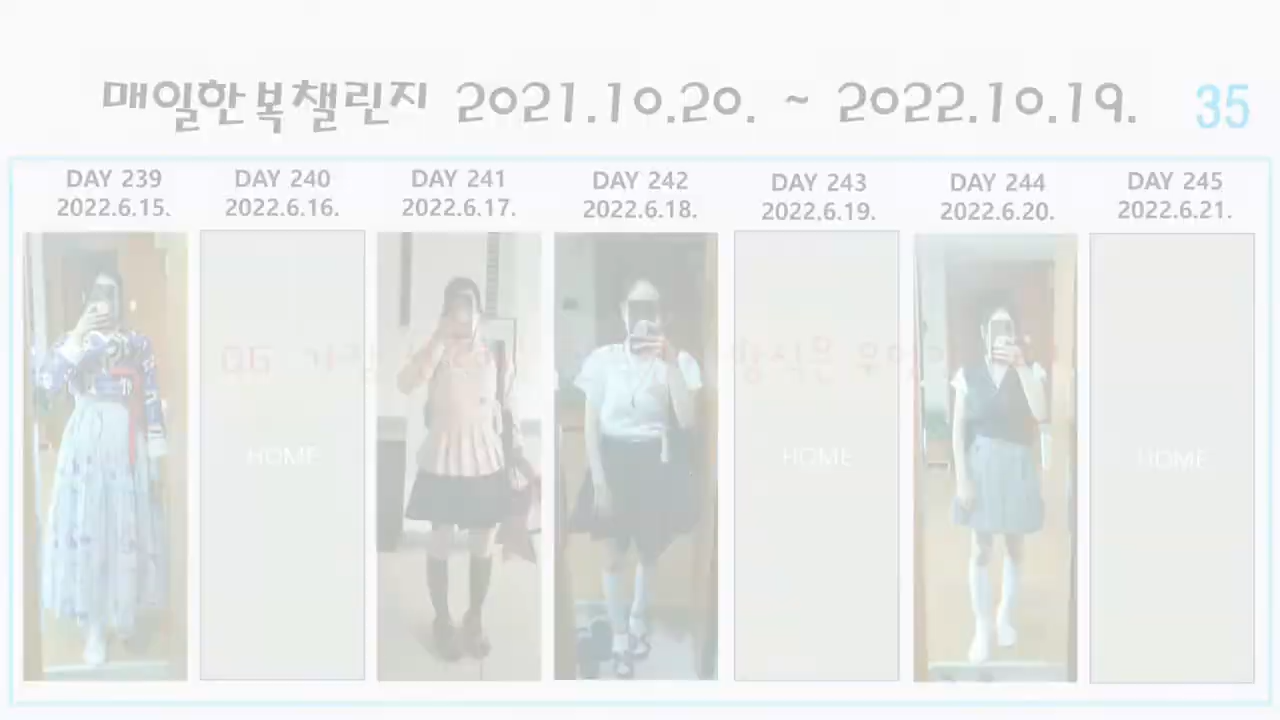 매일한복챌린지 2021.10.20. ~ 2022.10.19. 35
DAY 239 DAY 240 DAY 241 DAY 242 DAY 243 DAY 244 DAY 245
2022.6.15. 2022.6.16. 2022.6.17. 2022.6.18. 2022.6.19. 2022.6.20. 2022.6.21.
HOME HOME HOME